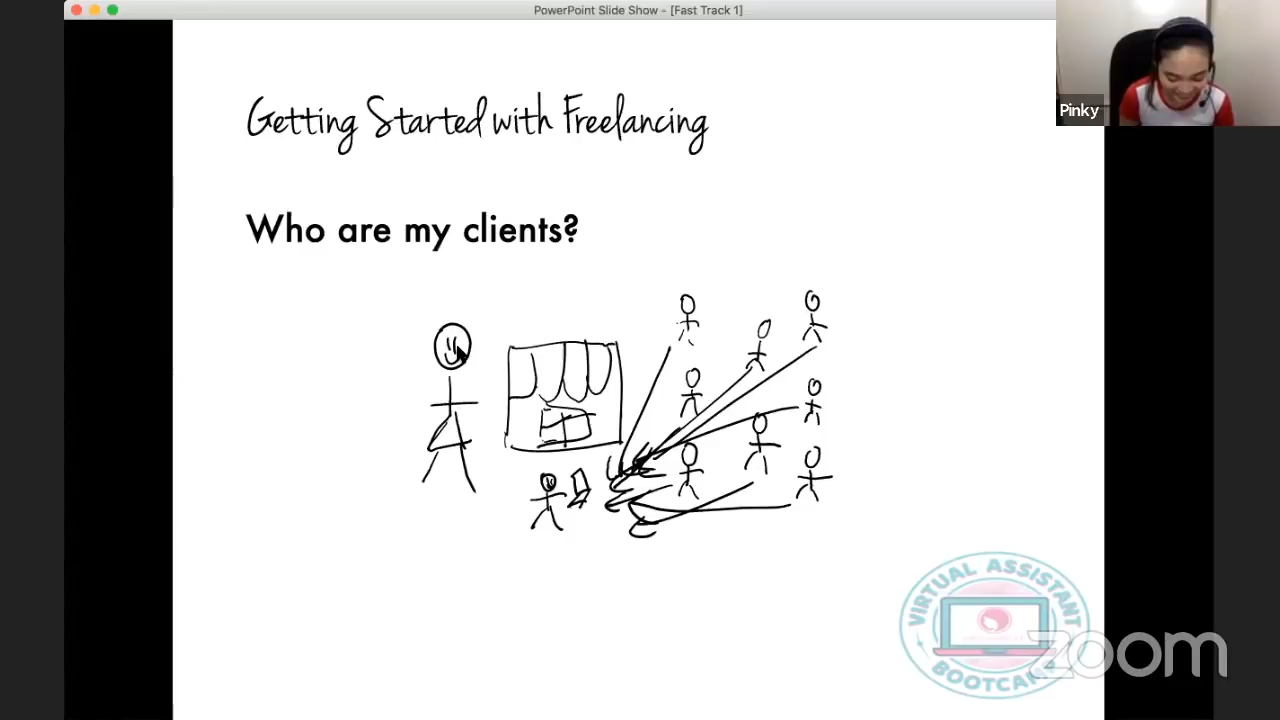 PowerPoint Slide Show - [Fast Track 1]
Pinky
Getting Started with Freelancing
Who are my clients?
VIRTUAL ASSISTANT
BOOTCAMP
zoom